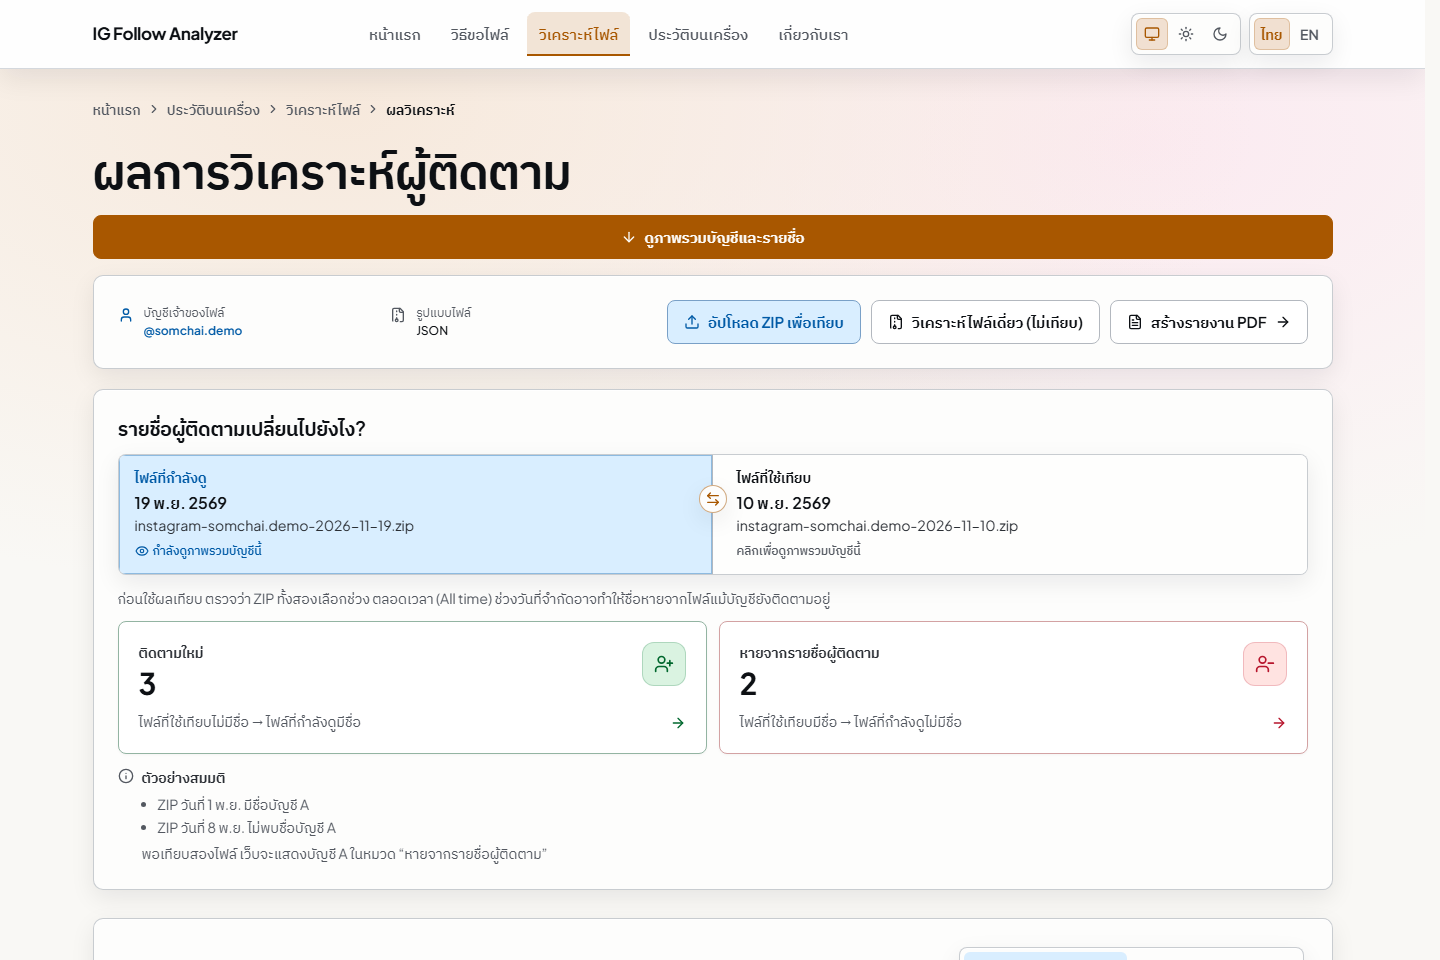 IG Follow Analyzer
หน้าแรก
วิธีขอไฟล์
วิเคราะห์ไฟล์
ประวัติบนเครื่อง
เกี่ยวกับเรา
ไทย
EN
หน้าแรก > ประวัติบนเครื่อง > วิเคราะห์ไฟล์ > ผลวิเคราะห์
ผลการวิเคราะห์ผู้ติดตาม
↓ ดูภาพรวมบัญชีและรายชื่อ
บัญชีเจ้าของไฟล์
@somchai.demo
รูปแบบไฟล์
JSON
อัปโหลด ZIP เพื่อเทียบ
วิเคราะห์ไฟล์เดี่ยว (ไม่เทียบ)
สร้างรายงาน PDF →
รายชื่อผู้ติดตามเปลี่ยนไปยังไง?
ไฟล์ที่กำลังดู
19 พ.ย. 2569
instagram-somchai.demo-2026-11-19.zip
กำลังดูภาพรวมบัญชีนี้
ไฟล์ที่ใช้เทียบ
10 พ.ย. 2569
instagram-somchai.demo-2026-11-10.zip
คลิกเพื่อดูภาพรวมบัญชีนี้
ก่อนใช้ผลเทียบ ตรวจว่า ZIP ทั้งสองเลือกช่วง ตลอดเวลา (All time) ช่วงวันที่จำกัดอาจทำให้ชื่อหายจากไฟล์แม้บัญชียังติดตามอยู่
ติดตามใหม่
3
ไฟล์ที่ใช้เทียบไม่มีชื่อ → ไฟล์ที่กำลังดูมีชื่อ
หายจากรายชื่อผู้ติดตาม
2
ไฟล์ที่ใช้เทียบมีชื่อ → ไฟล์ที่กำลังดูไม่มีชื่อ
ตัวอย่างสมมติ
• ZIP วันที่ 1 พ.ย. มีชื่อบัญชี A
• ZIP วันที่ 8 พ.ย. ไม่พบชื่อบัญชี A
พอเทียบสองไฟล์ เว็บจะแสดงบัญชี A ในหมวด “หายจากรายชื่อผู้ติดตาม”